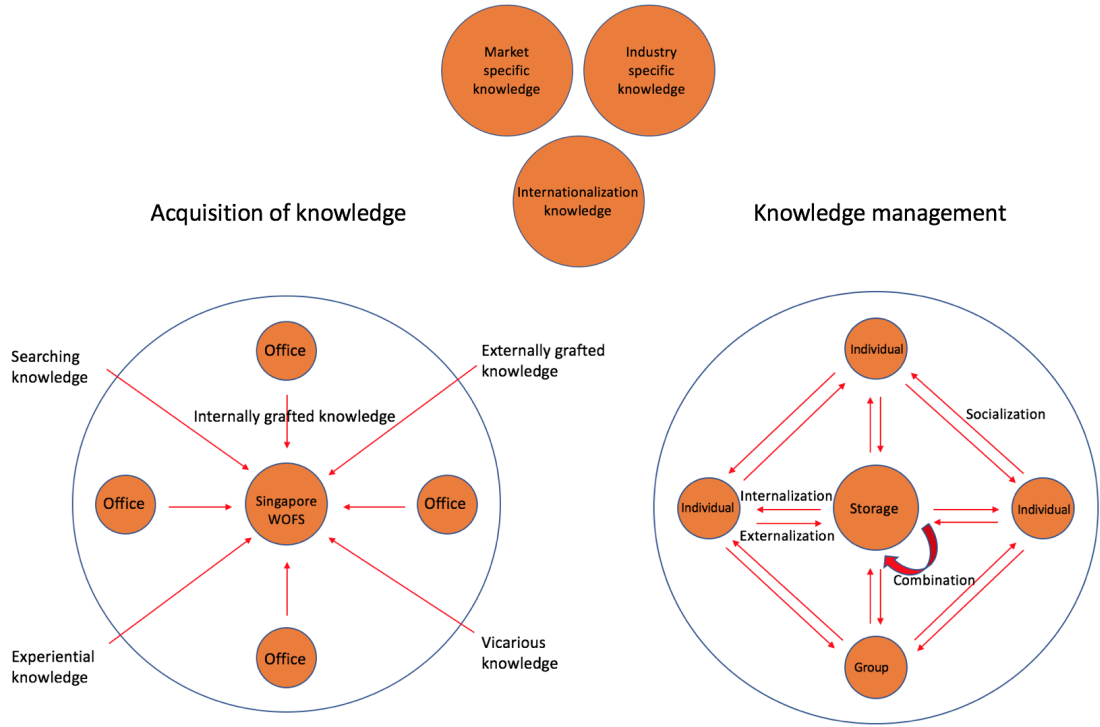 Market
specific
knowledge
Industry
specific
knowledge
Internationalization
knowledge
Acquisition of knowledge
Knowledge management
Office
Searching
knowledge
Externally grafted
knowledge
Internally grafted knowledge
Office
Singapore
WOFS
Office
Experiential
knowledge
Office
Vicarious
knowledge
Individual
Socialization
Individual
Internalization
Externalization
Storage
Individual
Combination
Group